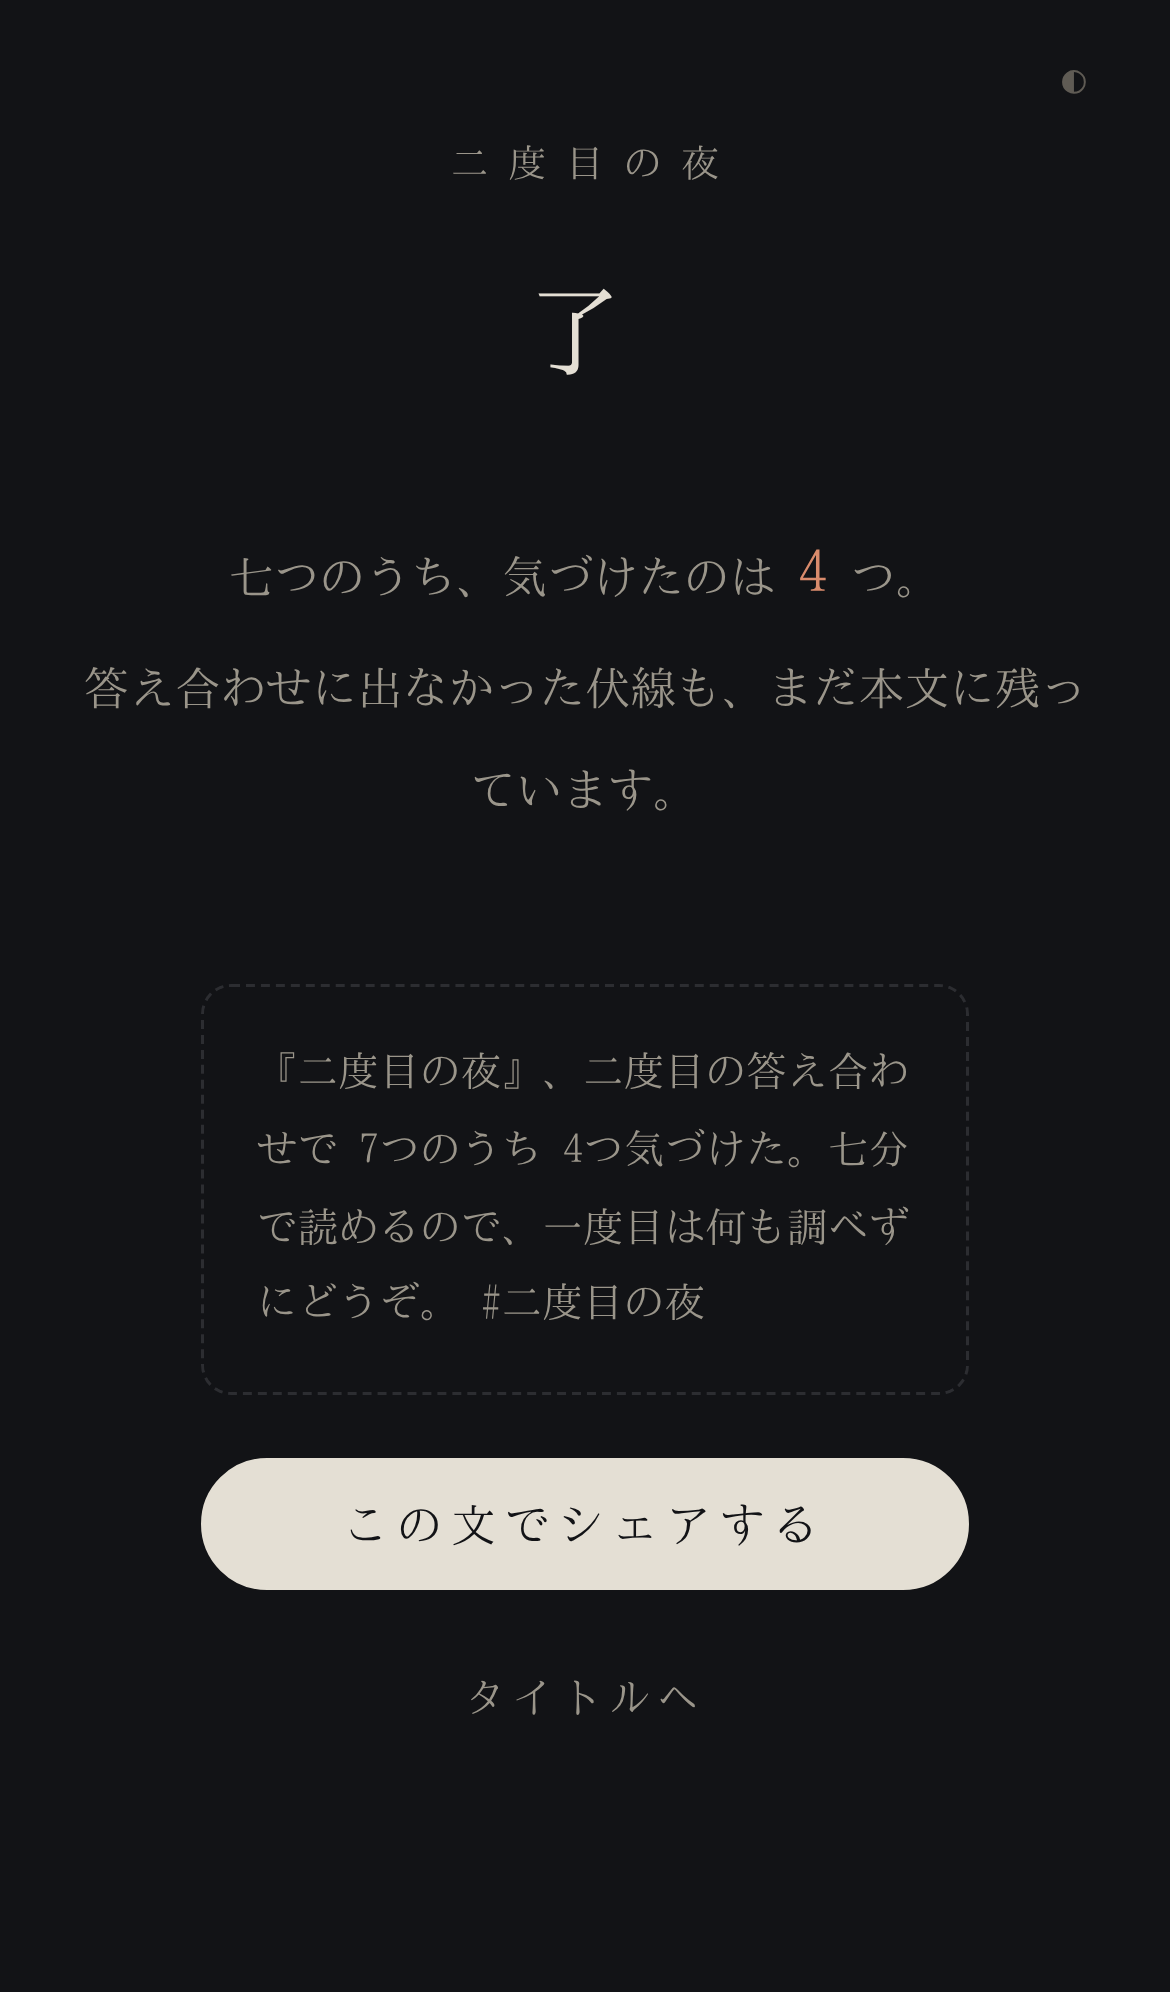 二度目の夜
了
七つのうち、気づけたのは 4 つ。
答え合わせに出なかった伏線も、まだ本文に残っ
ています。
『二度目の夜』、二度目の答え合わ
せで 7つのうち 4つ気づけた。七分
で読めるので、一度目は何も調べず
にどうぞ。 #二度目の夜
この文でシェアする
タイトルへ